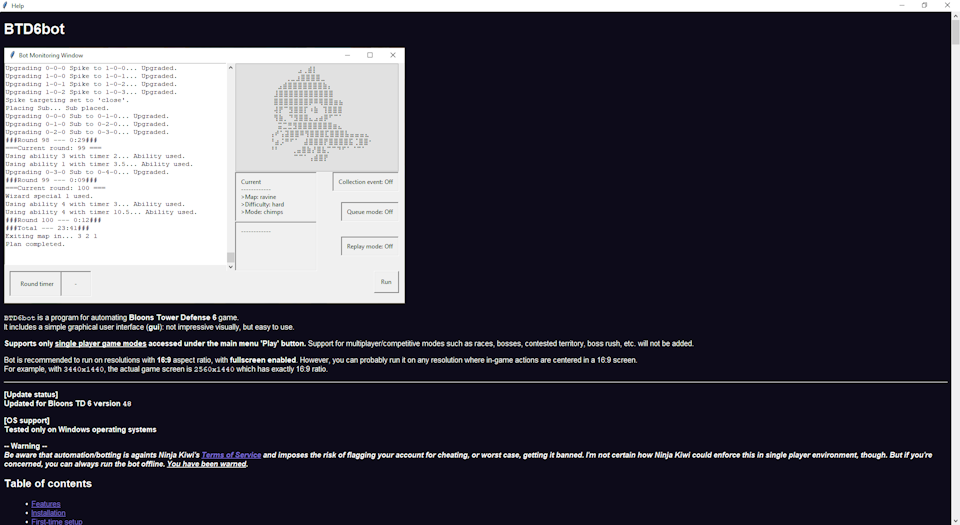 Help
BTD6bot
Bot Monitoring Window
Upgrading 0-0-0 Spike to 1-0-0... Upgraded.
Upgrading 1-0-0 Spike to 1-0-1... Upgraded.
Upgrading 1-0-1 Spike to 1-0-2... Upgraded.
Upgrading 1-0-2 Spike to 1-0-3... Upgraded.
Spike targeting set to 'close'.
Placing Sub... Sub placed.
Upgrading 0-0-0 Sub to 0-1-0... Upgraded.
Upgrading 0-1-0 Sub to 0-2-0... Upgraded.
Upgrading 0-2-0 Sub to 0-3-0... Upgraded.
###Round 98 --- 0:29###
===Current round: 99 ===
Using ability 3 with timer 2... Ability used.
Using ability 1 with timer 3.5... Ability used.
Upgrading 0-3-0 Sub to 0-4-0... Upgraded.
###Round 99 --- 0:09###
===Current round: 100 ===
Wizard special 1 used.
Using ability 4 with timer 3... Ability used.
Using ability 4 with timer 10.5... Ability used.
###Round 100 --- 0:12###
###Total --- 23:41###
Exiting map in... 3 2 1
Plan completed.
Current
------------
>Map: ravine
>Difficulty: hard
>Mode: chimps
------------
Collection event: Off
Queue mode: Off
Replay mode: Off
Round timer
-
Run
BTD6bot is a program for automating Bloons Tower Defense 6 game.
It includes a simple graphical user interface (gui): not impressive visually, but easy to use.
Supports only single player game modes accessed under the main menu 'Play' button. Support for multiplayer/competitive modes such as races, bosses, contested territory, boss rush, etc. will not be added.
Bot is recommended to run on resolutions with 16:9 aspect ratio, with fullscreen enabled. However, you can probably run it on any resolution where in-game actions are centered in a 16:9 screen.
For example, with 3440x1440, the actual game screen is 2560x1440 which has exactly 16:9 ratio.
[Update status]
Updated for Bloons TD 6 version 48
[OS support]
Tested only on Windows operating systems
-- Warning --
Be aware that automation/botting is againts Ninja Kiwi's Terms of Service and imposes the risk of flagging your account for cheating, or worst case, getting it banned. I'm not certain how Ninja Kiwi could enforce this in single player environment, though. But if you're
concerned, you can always run the bot offline. You have been warned.
Table of contents
• Features
• Installation
• First-time setup